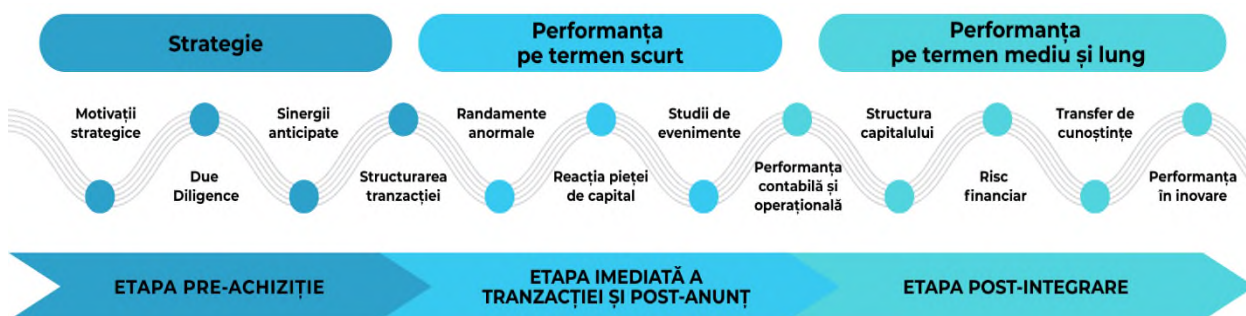 Strategie
Performanța
pe termen scurt
Performanța
pe termen mediu și lung
Motivații
strategice
Due
Diligence
Sinergii
anticipate
Structurarea
tranzacției
Randamente
anormale
Reacția pieței
de capital
Studii de
evenimente
Performanța
contabilă și
operațională
Structura
capitalului
Risc
financiar
Transfer de
cunoștințe
Performanța
în inovare
ETAPA PRE-ACHIZIȚIE
ETAPA IMEDIATĂ A
TRANZACȚIEI ȘI POST-ANUNȚ
ETAPA POST-INTEGRARE